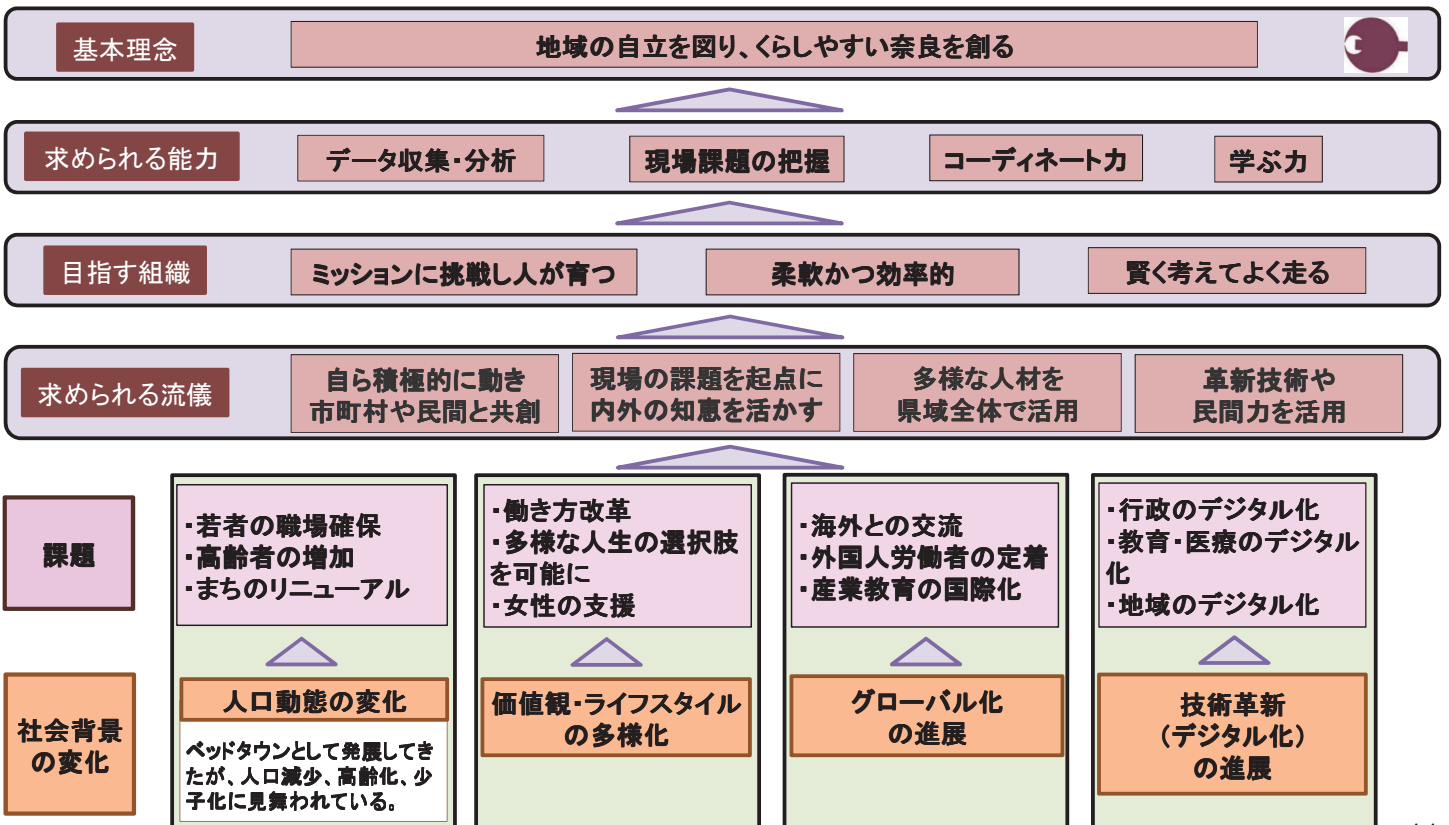 基本理念
地域の自立を図り、くらしやすい奈良を創る
求められる能力
データ収集・分析
現場課題の把握
コーディネート力
学ぶ力
目指す組織
ミッションに挑戦し人が育つ
柔軟かつ効率的
賢く考えてよく走る
求められる流儀
自ら積極的に動き
市町村や民間と共創
現場の課題を起点に
内外の知恵を活かす
多様な人材を
県域全体で活用
革新技術や
民間力を活用
課題
・若者の職場確保
・高齢者の増加
・まちのリニューアル
・働き方改革
・多様な人生の選択肢
を可能に
・女性の支援
・海外との交流
・外国人労働者の定着
・産業教育の国際化
・行政のデジタル化
・教育・医療のデジタル
化
・地域のデジタル化
社会背景
の変化
人口動態の変化
ベッドタウンとして発展してき
たが、人口減少、高齢化、少
子化に見舞われている。
価値観・ライフスタイル
の多様化
グローバル化
の進展
技術革新
（デジタル化）
の進展